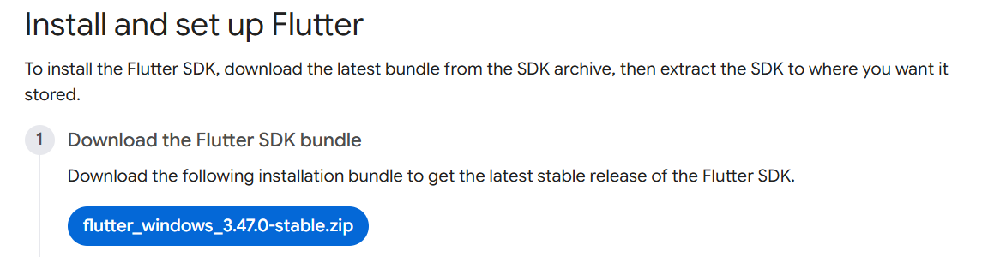 Install and set up Flutter
To install the Flutter SDK, download the latest bundle from the SDK archive, then extract the SDK to where you want it
stored.
1
Download the Flutter SDK bundle
Download the following installation bundle to get the latest stable release of the Flutter SDK.
flutter_windows_3.47.0-stable.zip